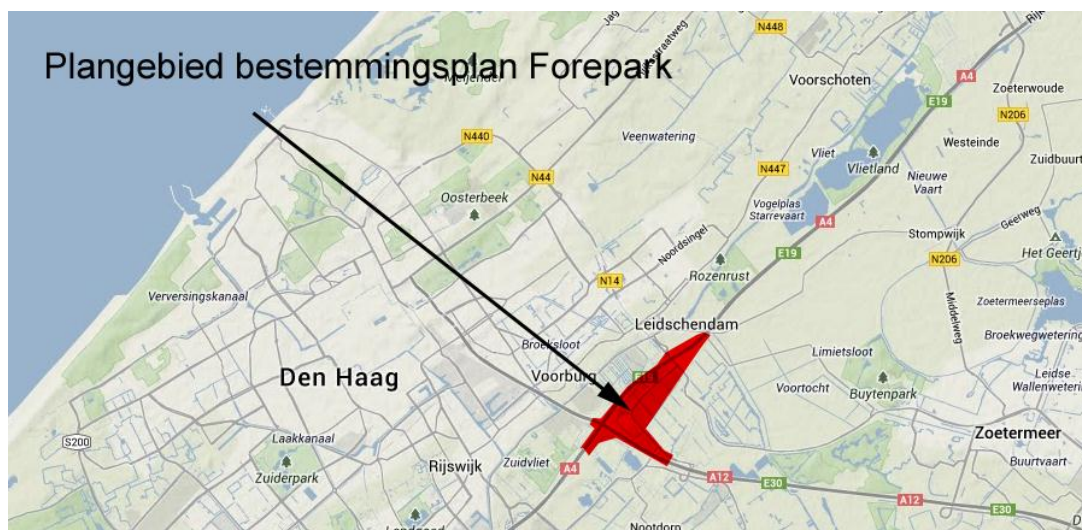 Plangebied bestemmingsplan Forepark
Meijendel
N448
Voorschoten
A4
E19
Zoeterwoude
N206
Westeinde
Zuidbuurt
N440
Veenwatering
Vliet
Vlietland
N447
Nieuwe
Vaart
N44
Oosterbeek
Vogelplas
Starrevaart
A4
Geerweg
Stompwijk
Noordsingel
E19
N206
Het Geertje
Rozenrust
N14
Verversingskanaal
Zoetermeerseplas
Middelweg
Leidschendam
Broekwegwetering
Broeksloot
Limietsloot
Den Haag
Voorburg
Voortocht
Buytenpark
Leidse
Wallenwetering
S200
Laakkanaal
Zoetermeer
Zuiderpark
Rijswijk
Zuidvliet
A4
Buurtvaart
A12
E30
A12
E30
Nootdorp